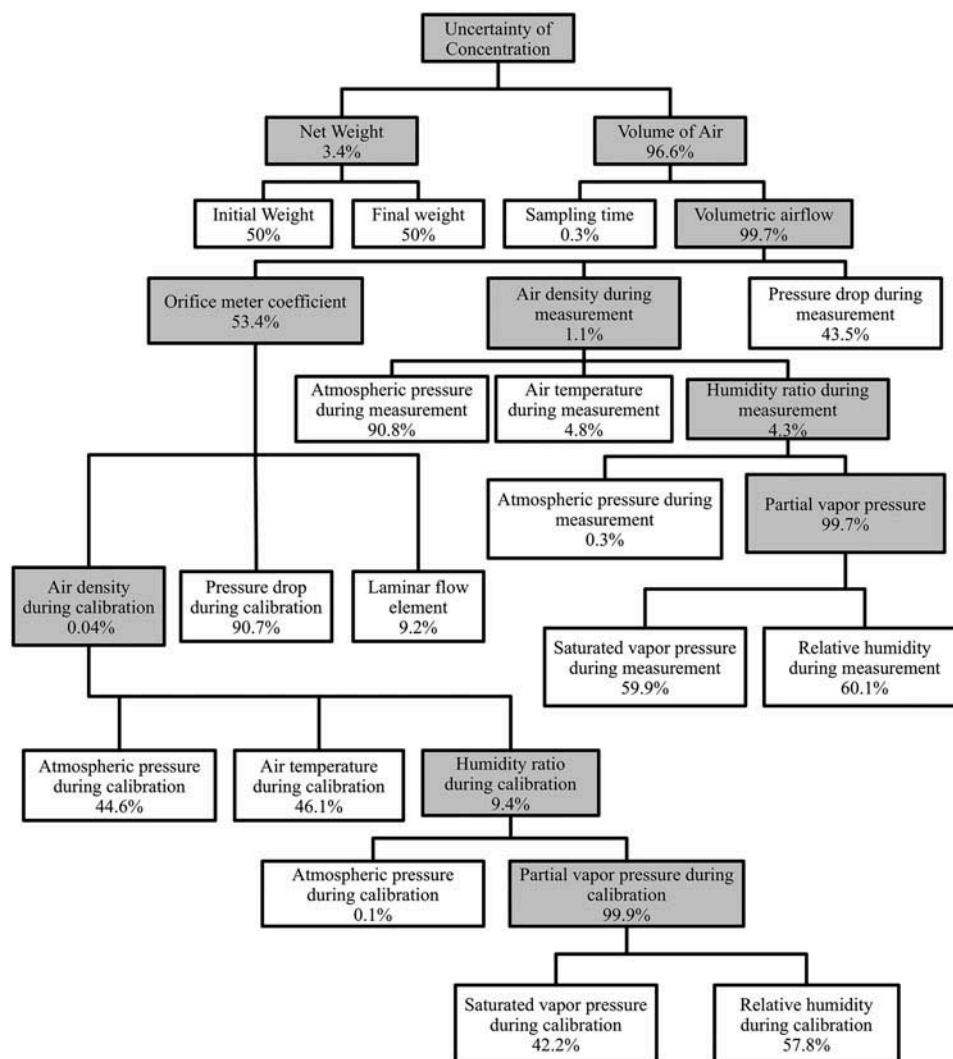 Uncertainty of
Concentration
Net Weight
3.4%
Volume of Air
96.6%
Initial Weight
50%
Final weight
50%
Sampling time
0.3%
Volumetric airflow
99.7%
Orifice meter coefficient
53.4%
Air density during
measurement
1.1%
Pressure drop during
measurement
43.5%
Atmospheric pressure
during measurement
90.8%
Air temperature
during measurement
4.8%
Humidity ratio during
measurement
4.3%
Atmospheric pressure during
measurement
0.3%
Partial vapor pressure
99.7%
Air density
during calibration
0.04%
Pressure drop
during calibration
90.7%
Laminar flow
element
9.2%
Saturated vapor pressure
during measurement
59.9%
Relative humidity
during measurement
60.1%
Atmospheric pressure
during calibration
44.6%
Air temperature
during calibration
46.1%
Humidity ratio
during calibration
9.4%
Atmospheric pressure
during calibration
0.1%
Partial vapor pressure during
calibration
99.9%
Saturated vapor pressure
during calibration
42.2%
Relative humidity
during calibration
57.8%